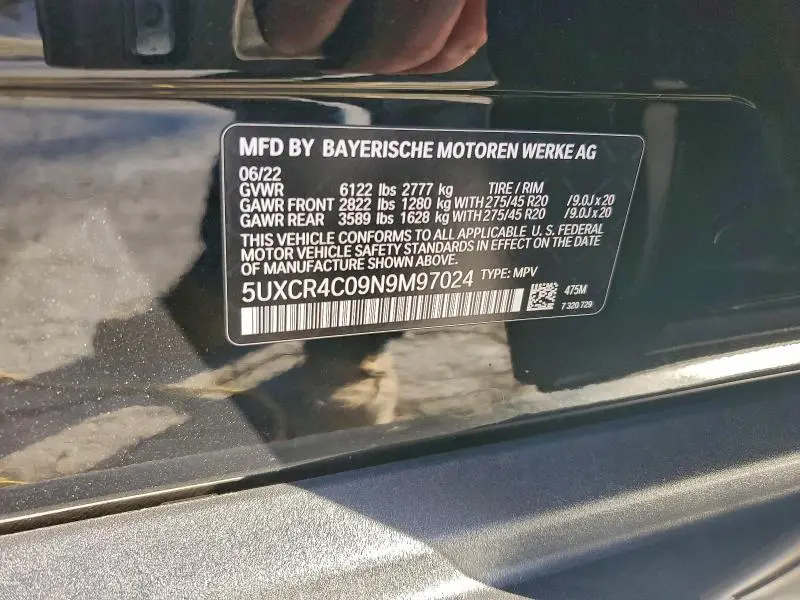 MFD BY BAYERISCHE MOTOREN WERKE AG
06/22
GVWR 6122 lbs 2777 kg TIRE / RIM
GAWR FRONT 2822 lbs 1280 kg WITH 275/45 R20 /9.0J x 20
GAWR REAR 3589 lbs 1628 kg WITH 275/45 R20 /9.0J x 20
THIS VEHICLE CONFORMS TO ALL APPLICABLE U.S. FEDERAL
MOTOR VEHICLE SAFETY STANDARDS IN EFFECT ON THE DATE
OF MANUFACTURE SHOWN ABOVE.
5UXCR4C09N9M97024 TYPE: MPV
475M
7 320 729